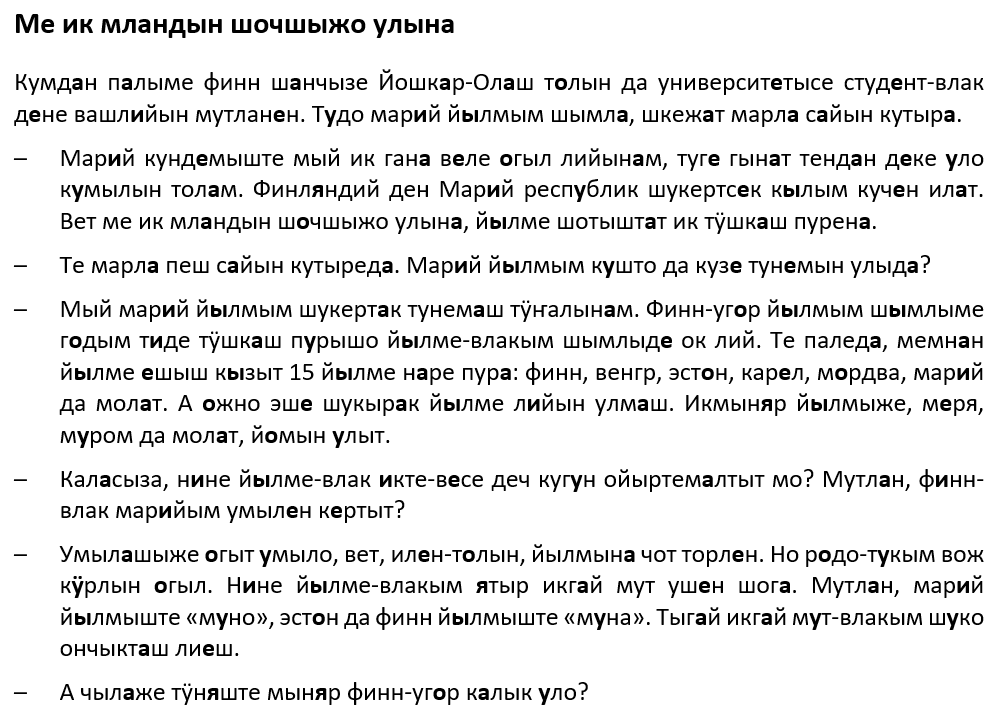 Ме ик мландын шочшыжо улына
Кумдан палыме финн шанчызе Йошкар-Олаш толын да университетысе студент-влак
дене вашлийын мутланен. Тудо марий йылмым шымла, шкежат марла сайын кутыра.
– Марий кундемыште мый ик гана веле огыл лийынам, туге гынат тендан деке уло
кумылын толам. Финляндий ден Марий республик шукертсек кылым кучен илат.
Вет ме ик мландын шочшыжо улына, йылме шотыштат ик тӱшкаш пурена.
– Те марла пеш сайын кутыреда. Марий йылмым кушто да кузе тунемын улыда?
– Мый марий йылмым шукертак тунемаш тӱҥалынам. Финн-угор йылмым шымлыме
годым тиде тӱшкаш пурышо йылме-влакым шымлыде ок лий. Те паледа, мемнан
йылме ешыш кызыт 15 йылме наре пура: финн, венгр, эстон, карел, мордва, марий
да молат. А ожно эше шукырак йылме лийын улмаш. Икмыняр йылмыже, меря,
муром да молат, йомын улыт.
– Каласыза, нине йылме-влак икте-весе деч кугун ойыртемалтыт мо? Мутлан, финн-
влак марийым умылен кертыт?
– Умылашыже огыт умыло, вет, илен-толын, йылмына чот торлен. Но родо-тукым вож
кӱрлын огыл. Нине йылме-влакым ятыр икгай мут ушен шога. Мутлан, марий
йылмыште «муно», эстон да финн йылмыште «муна». Тыгай икгай мут-влакым шуко
ончыкташ лиеш.
– А чылаже тӱняште мыняр финн-угор калык уло?